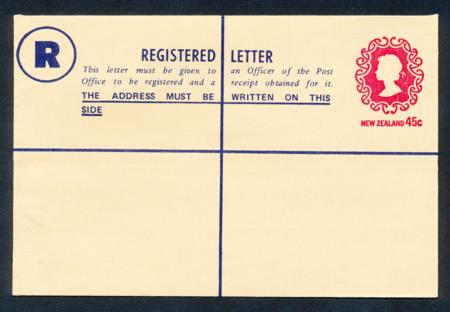 R
REGISTERED LETTER
This letter must be given to an Officer of the Post
Office to be registered and a receipt obtained for it.
THE ADDRESS MUST BE WRITTEN ON THIS
SIDE
NEW ZEALAND 45c